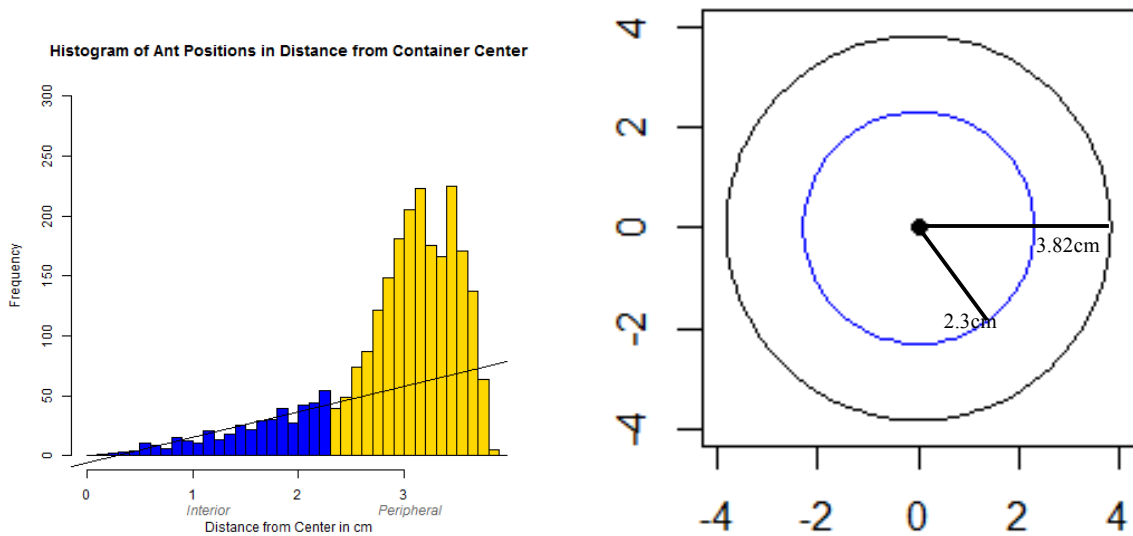 Histogram of Ant Positions in Distance from Container Center
Frequency
300
250
200
150
100
50
0
0 1 2 3
Interior Peripheral
Distance from Center in cm
4
2
0
-2
-4
3.82cm
2.3cm
-4 -2 0 2 4